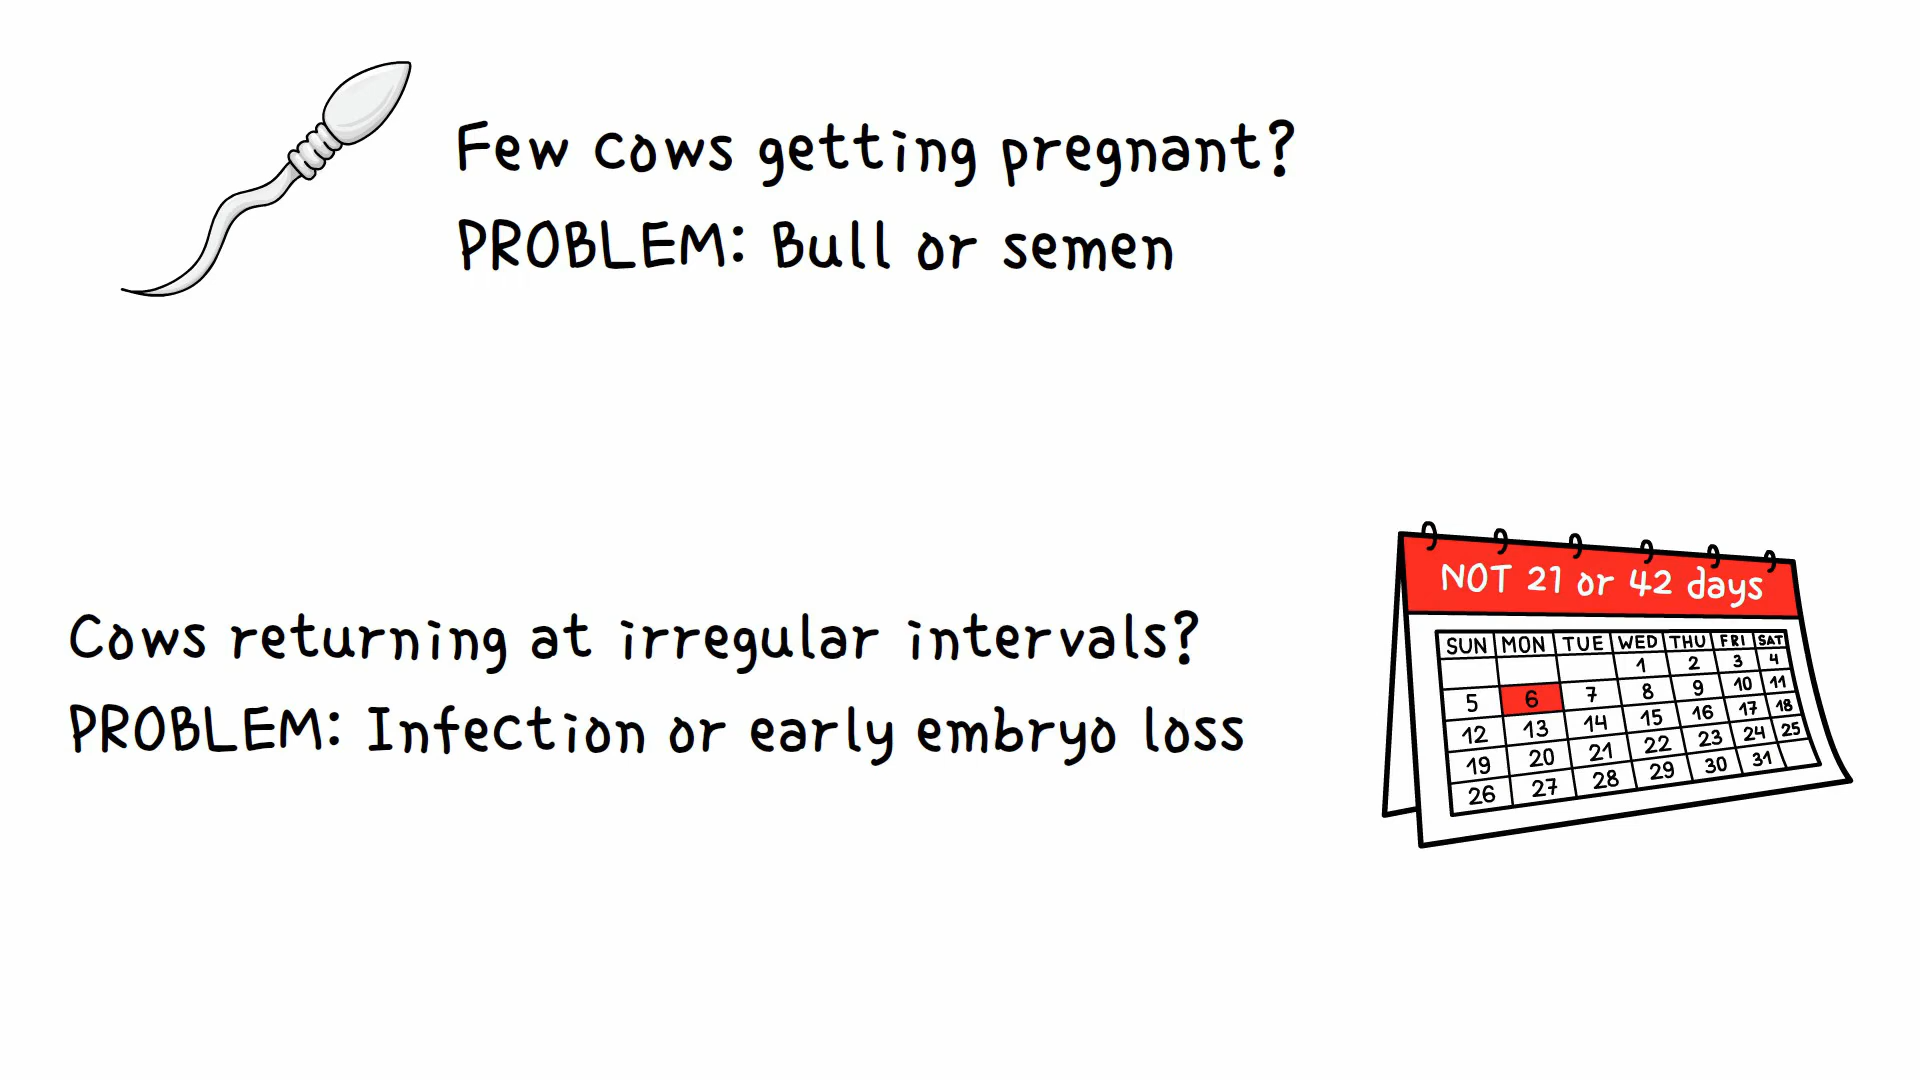 Few cows getting pregnant?
PROBLEM: Bull or semen
Cows returning at irregular intervals?
PROBLEM: Infection or early embryo loss
NOT 21 or 42 days
SUN MON TUE WED THU FRI SAT
1 2 3 4
5 6 7 8 9 10 11
12 13 14 15 16 17 18
19 20 21 22 23 24 25
26 27 28 29 30 31